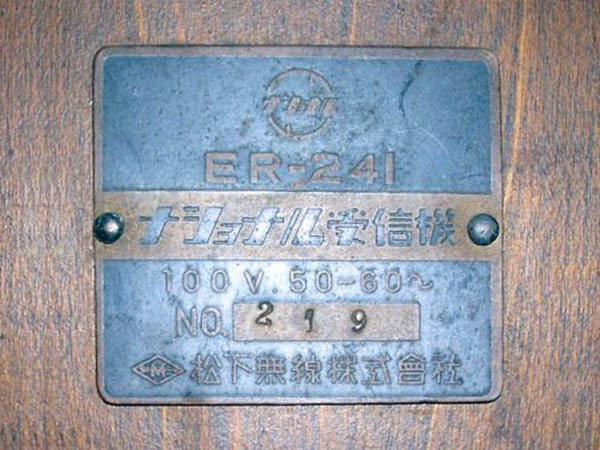 ER-241
ナショナル受信機
100V. 50-60~
NO. 219
M 松下無線株式會社